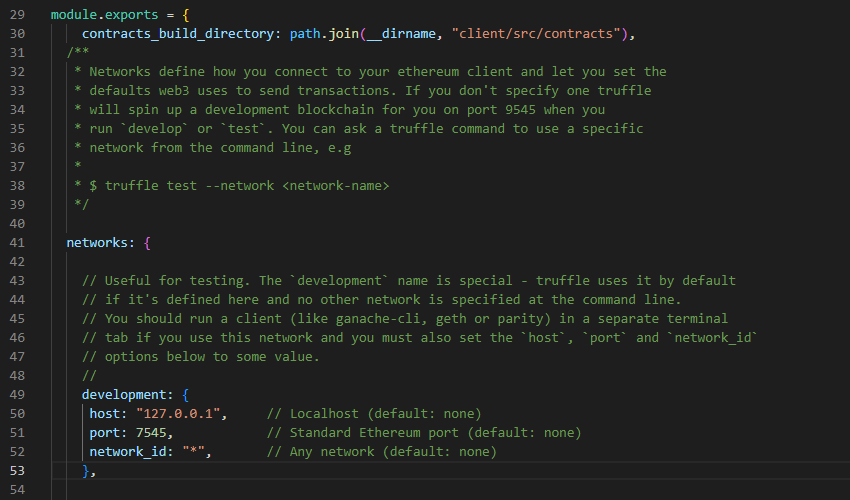 29 module.exports = {
30 contracts_build_directory: path.join(__dirname, "client/src/contracts"),
31 /**
32 * Networks define how you connect to your ethereum client and let you set the
33 * defaults web3 uses to send transactions. If you don't specify one truffle
34 * will spin up a development blockchain for you on port 9545 when you
35 * run `develop` or `test`. You can ask a truffle command to use a specific
36 * network from the command line, e.g
37 *
38 * $ truffle test --network <network-name>
39 */
40
41 networks: {
42
43 // Useful for testing. The `development` name is special - truffle uses it by default
44 // if it's defined here and no other network is specified at the command line.
45 // You should run a client (like ganache-cli, geth or parity) in a separate terminal
46 // tab if you use this network and you must also set the `host`, `port` and `network_id`
47 // options below to some value.
48 //
49 development: {
50 host: "127.0.0.1", // Localhost (default: none)
51 port: 7545, // Standard Ethereum port (default: none)
52 network_id: "*", // Any network (default: none)
53 },
54